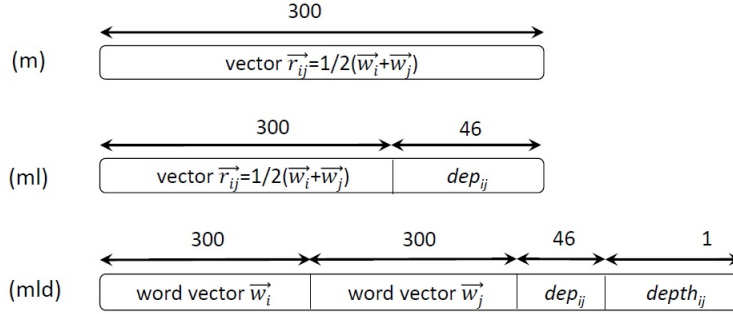 300
(m) vector r⃗ij=1/2(w⃗i+w⃗j)
300 46
(ml) vector r⃗ij=1/2(w⃗i+w⃗j) depij
300 300 46 1
(mld) word vector w⃗i word vector w⃗j depij depthij